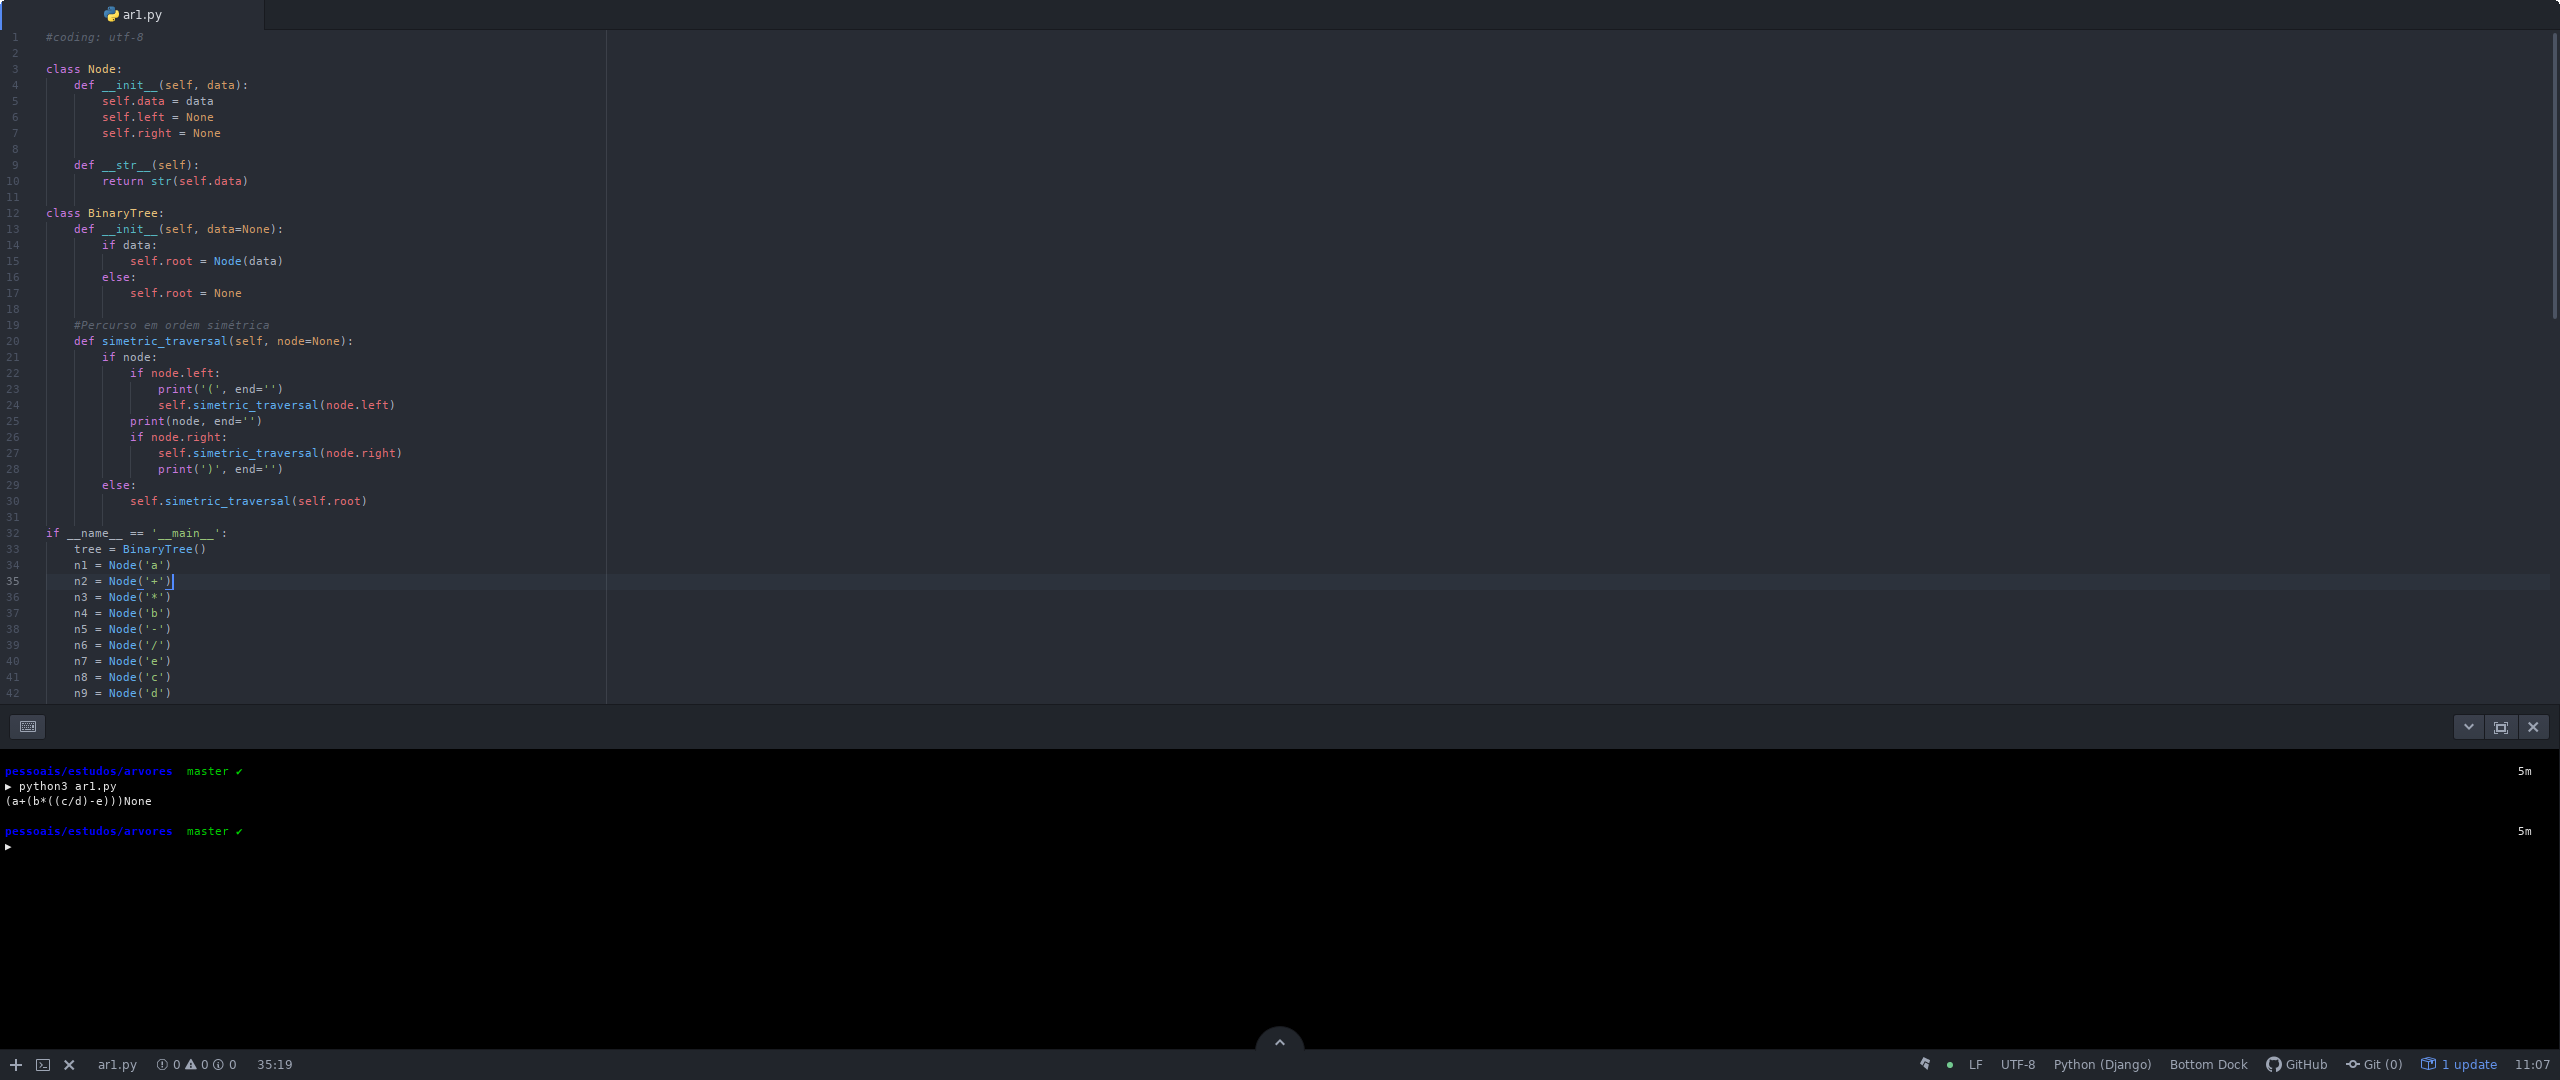 ar1.py
1 #coding: utf-8
2
3 class Node:
4     def __init__(self, data):
5         self.data = data
6         self.left = None
7         self.right = None
8
9     def __str__(self):
10         return str(self.data)
11
12 class BinaryTree:
13     def __init__(self, data=None):
14         if data:
15             self.root = Node(data)
16         else:
17             self.root = None
18
19     #Percurso em ordem simétrica
20     def simetric_traversal(self, node=None):
21         if node:
22             if node.left:
23                 print('(', end='')
24                 self.simetric_traversal(node.left)
25             print(node, end='')
26             if node.right:
27                 self.simetric_traversal(node.right)
28                 print(')', end='')
29         else:
30             self.simetric_traversal(self.root)
31
32 if __name__ == '__main__':
33     tree = BinaryTree()
34     n1 = Node('a')
35     n2 = Node('+')
36     n3 = Node('*')
37     n4 = Node('b')
38     n5 = Node('-')
39     n6 = Node('/')
40     n7 = Node('e')
41     n8 = Node('c')
42     n9 = Node('d')
pessoais/estudos/arvores  master ✔ 5m
▶ python3 ar1.py
(a+(b*((c/d)-e)))None
pessoais/estudos/arvores  master ✔ 5m
▶
ar1.py 0 0 0 35:19 LF UTF-8 Python (Django) Bottom Dock GitHub Git (0) 1 update 11:07